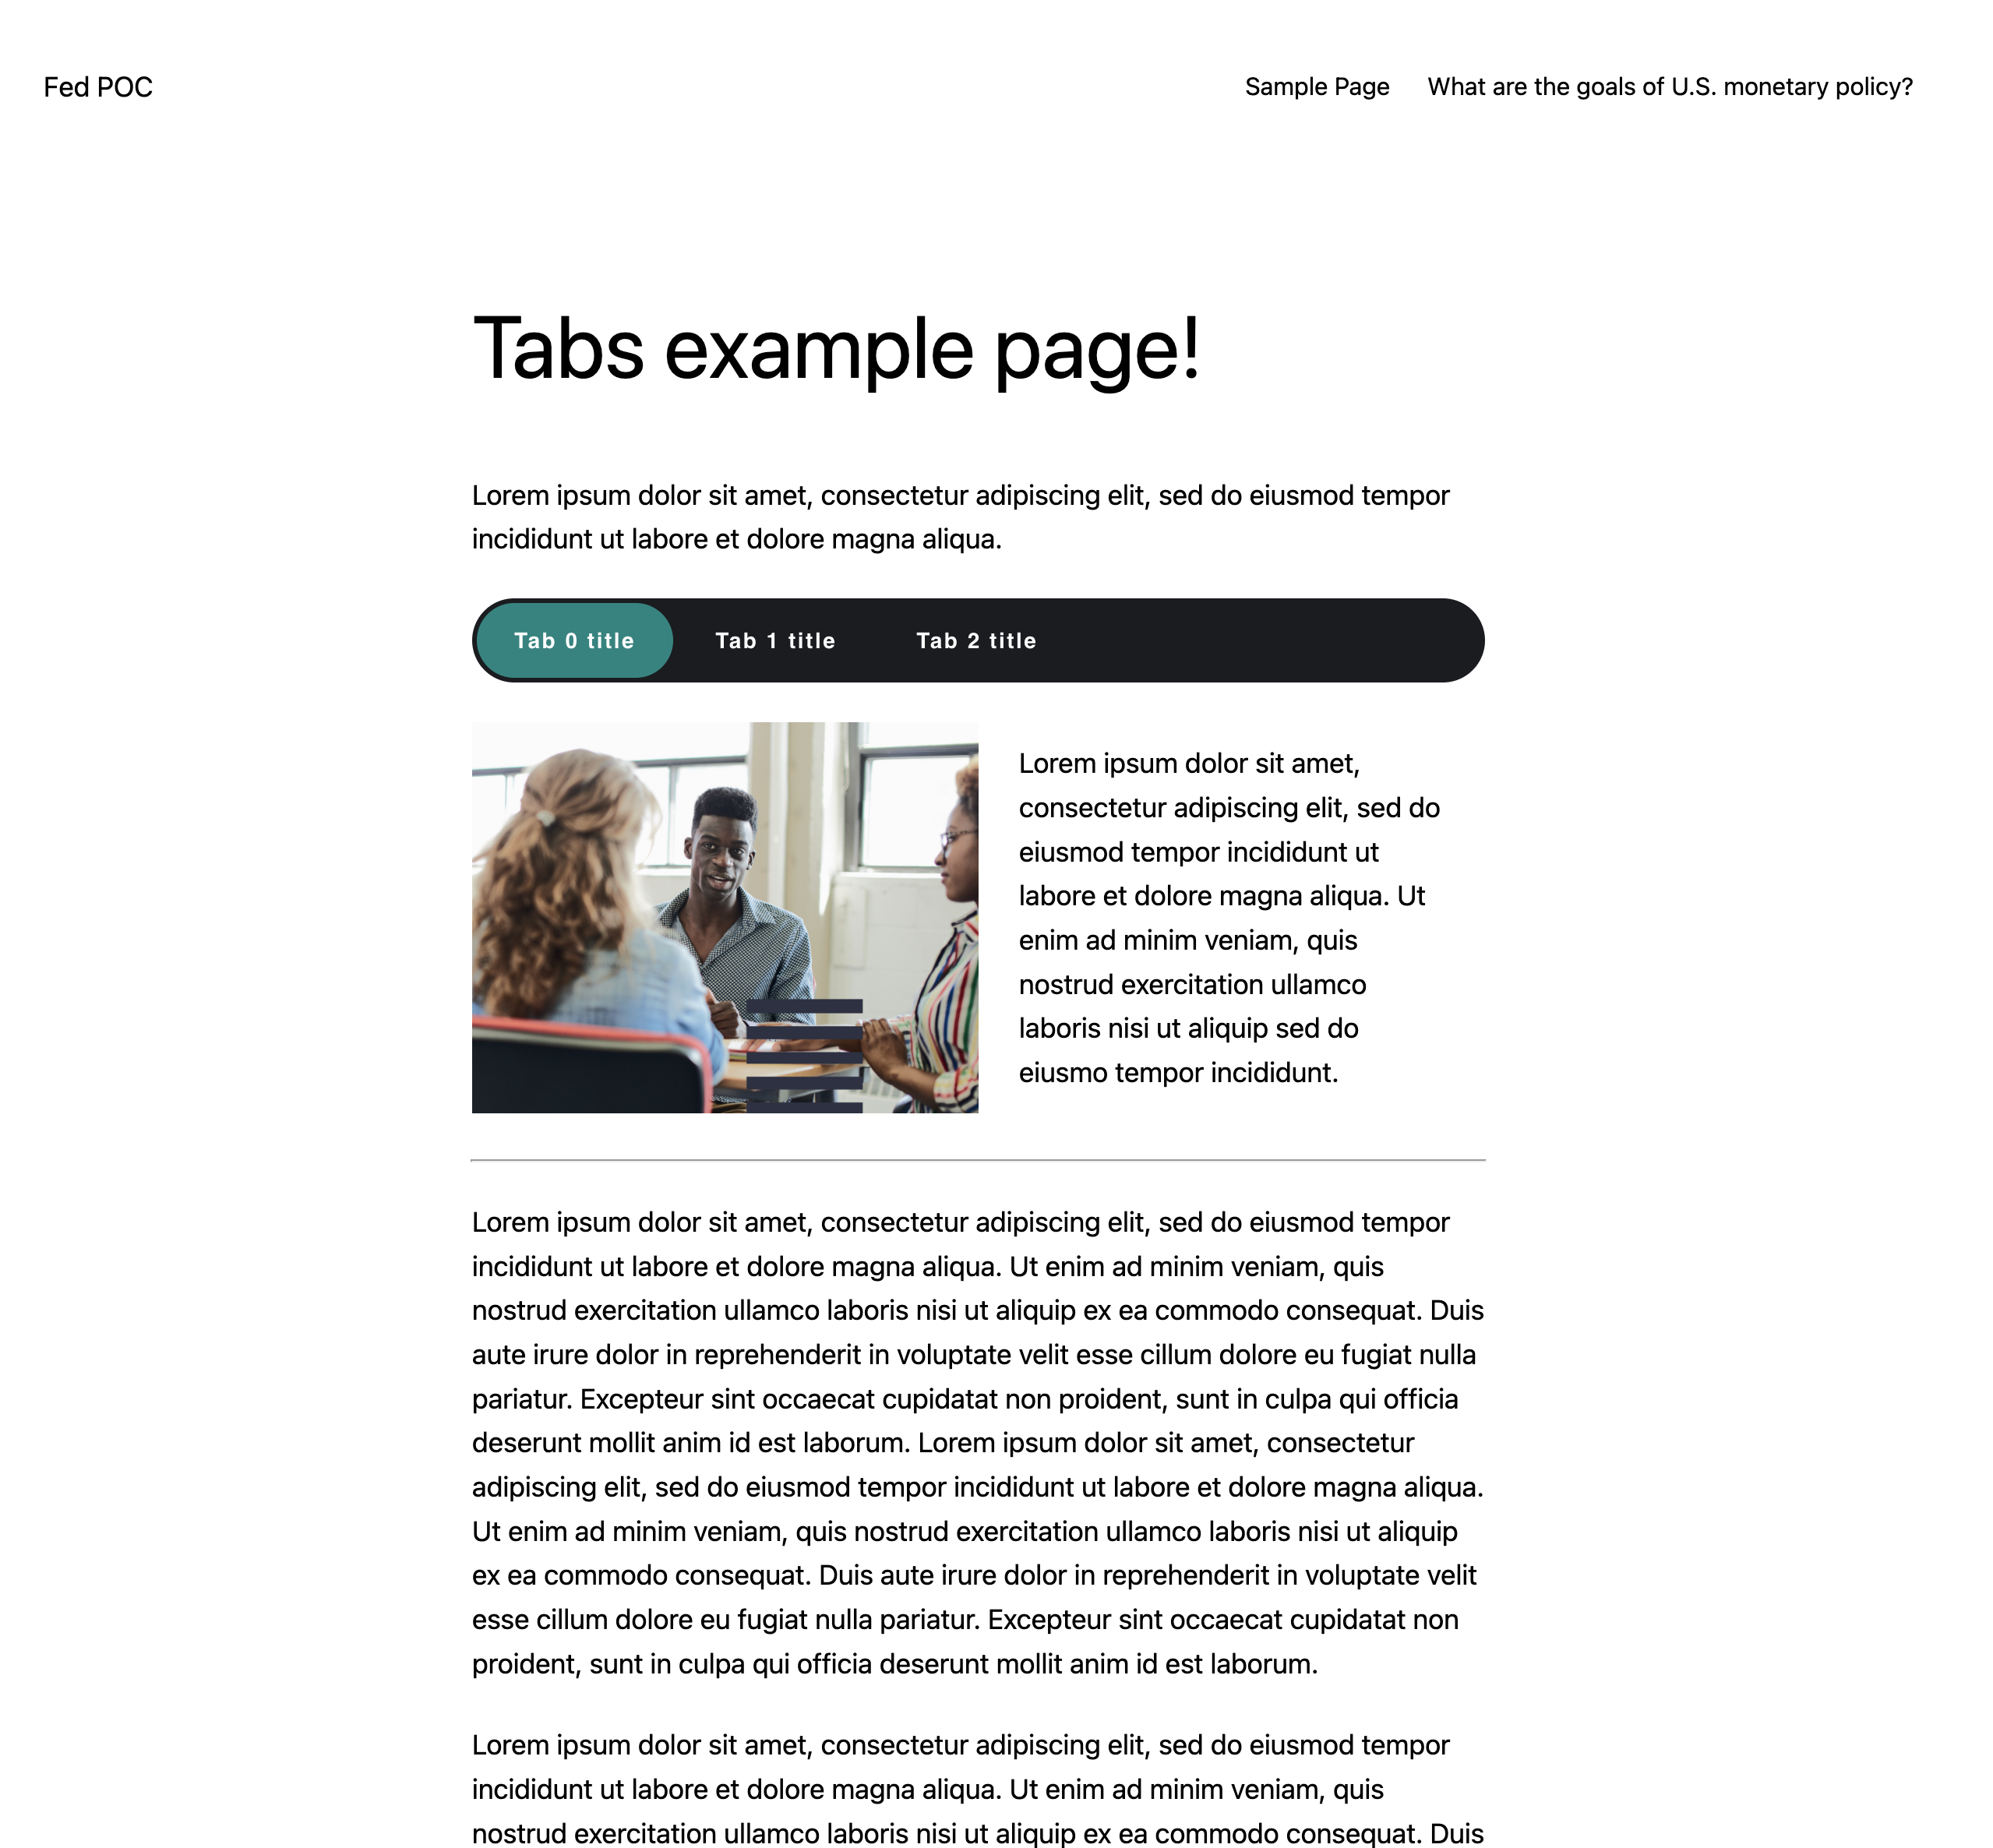 Fed POC
Sample Page
What are the goals of U.S. monetary policy?
Tabs example page!
Lorem ipsum dolor sit amet, consectetur adipiscing elit, sed do eiusmod tempor
incididunt ut labore et dolore magna aliqua.
Tab 0 title
Tab 1 title
Tab 2 title
Lorem ipsum dolor sit amet,
consectetur adipiscing elit, sed do
eiusmod tempor incididunt ut
labore et dolore magna aliqua. Ut
enim ad minim veniam, quis
nostrud exercitation ullamco
laboris nisi ut aliquip sed do
eiusmo tempor incididunt.
Lorem ipsum dolor sit amet, consectetur adipiscing elit, sed do eiusmod tempor
incididunt ut labore et dolore magna aliqua. Ut enim ad minim veniam, quis
nostrud exercitation ullamco laboris nisi ut aliquip ex ea commodo consequat. Duis
aute irure dolor in reprehenderit in voluptate velit esse cillum dolore eu fugiat nulla
pariatur. Excepteur sint occaecat cupidatat non proident, sunt in culpa qui officia
deserunt mollit anim id est laborum. Lorem ipsum dolor sit amet, consectetur
adipiscing elit, sed do eiusmod tempor incididunt ut labore et dolore magna aliqua.
Ut enim ad minim veniam, quis nostrud exercitation ullamco laboris nisi ut aliquip
ex ea commodo consequat. Duis aute irure dolor in reprehenderit in voluptate velit
esse cillum dolore eu fugiat nulla pariatur. Excepteur sint occaecat cupidatat non
proident, sunt in culpa qui officia deserunt mollit anim id est laborum.
Lorem ipsum dolor sit amet, consectetur adipiscing elit, sed do eiusmod tempor
incididunt ut labore et dolore magna aliqua. Ut enim ad minim veniam, quis
nostrud exercitation ullamco laboris nisi ut aliquip ex ea commodo consequat. Duis